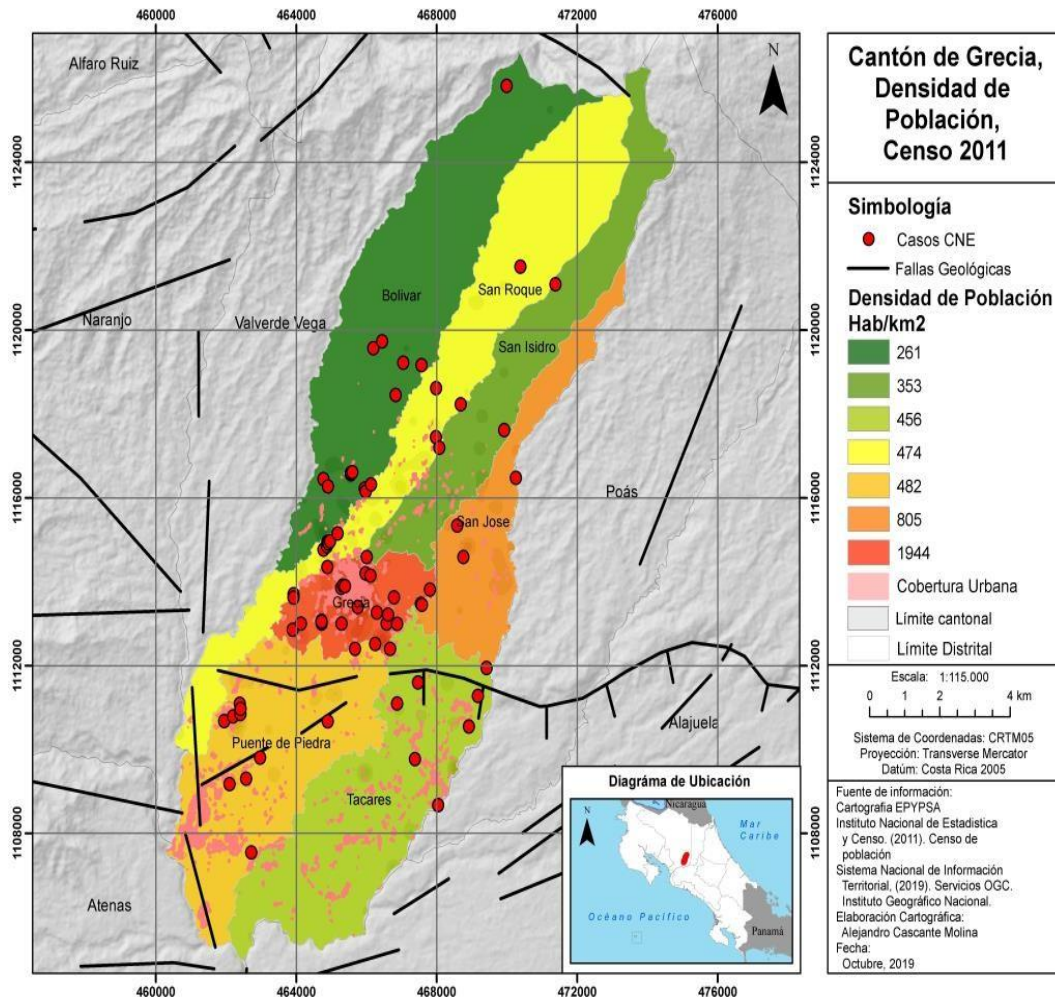 460000 464000 468000 472000 476000
Alfaro Ruiz
N
1124000 1124000
Bolivar
San Roque
1120000 1120000
Naranjo
Valverde Vega
San Isidro
1116000 1116000
Poás
San Jose
Grecia
1112000 1112000
Alajuela
Puente de Piedra
Tacares
1108000 1108000
Atenas
460000 464000 468000 472000 476000
Diagráma de Ubicación
N
Nicaragua
Mar
Caribe
Océano Pacífico
Panamá
Cantón de Grecia,
Densidad de
Población,
Censo 2011
Simbología
Casos CNE
Fallas Geológicas
Densidad de Población
Hab/km2
261
353
456
474
482
805
1944
Cobertura Urbana
Limite cantonal
Límite Distrital
Escala: 1:115.000
0 1 2 4 km
Sistema de Coordenadas: CRTM05
Proyección: Transverse Mercator
Datúm: Costa Rica 2005
Fuente de información:
Cartografia EPYPSA
Instituto Nacional de Estadistica
y Censo. (2011). Censo de
población
Sistema Nacional de Información
Territorial, (2019). Servicios OGC.
Instituto Geográfico Nacional.
Elaboración Cartográfica:
Alejandro Cascante Molina
Fecha:
Octubre, 2019